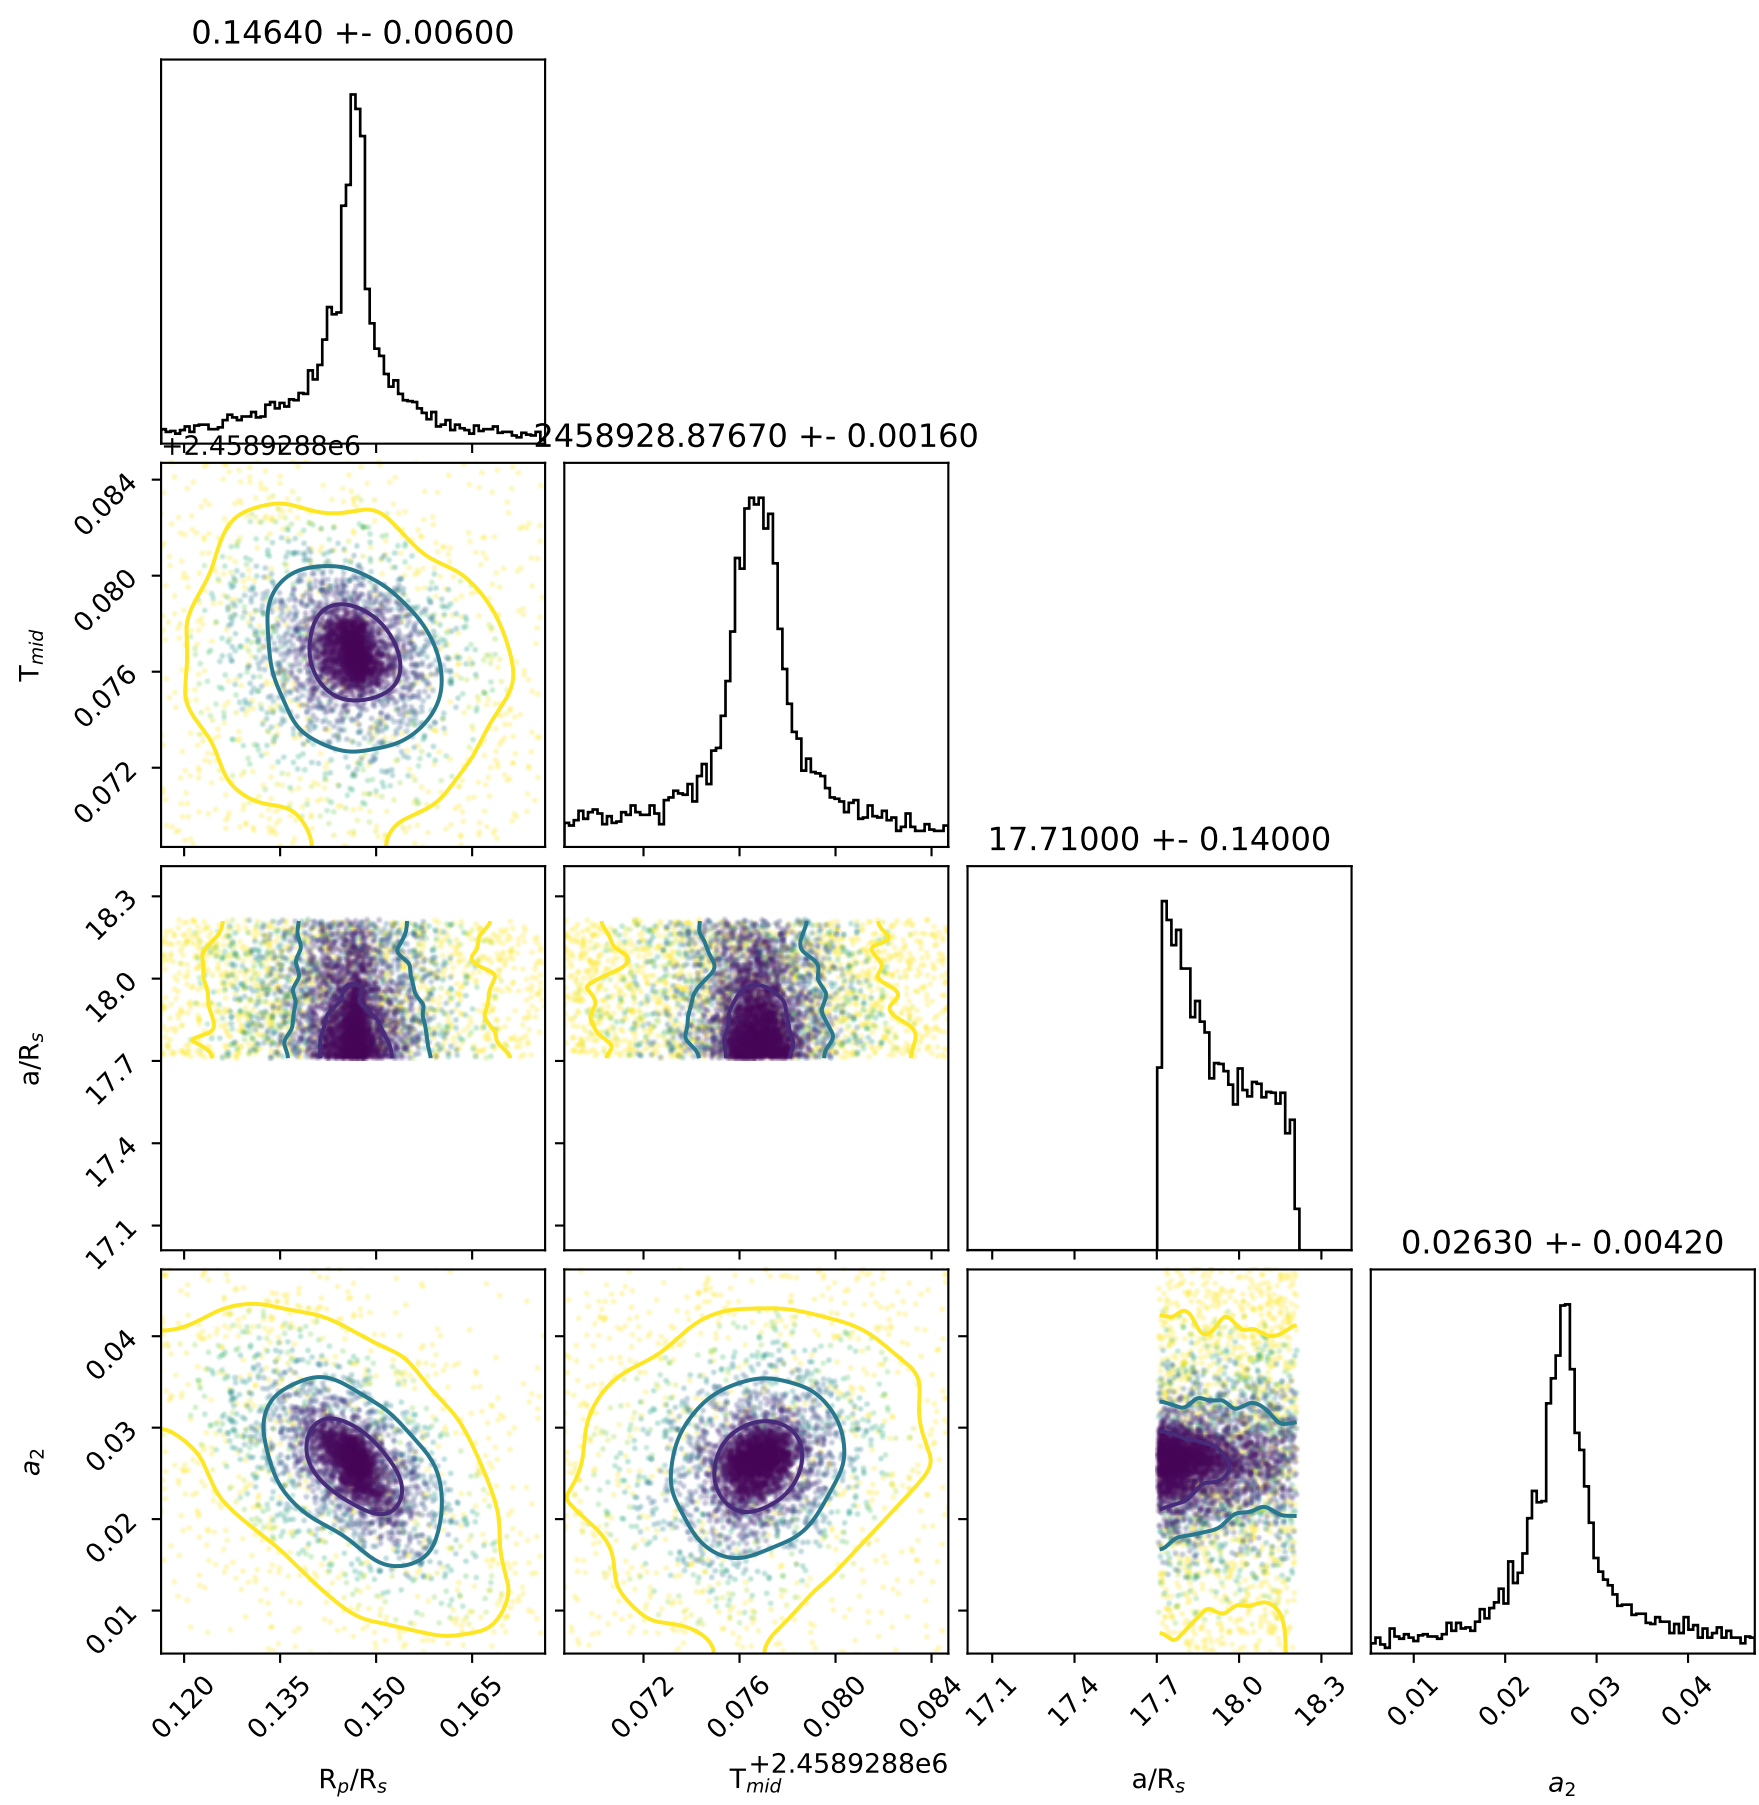 0.14640 +- 0.00600
+2.4589288e6
2458928.87670 +- 0.00160
0.084
0.080
0.076
0.072
T_mid
17.71000 +- 0.14000
18.3
18.0
17.7
17.4
17.1
a/R_s
0.02630 +- 0.00420
0.04
0.03
0.02
0.01
a_2
0.120 0.135 0.150 0.165
0.072 0.076 0.080 0.084
17.1 17.4 17.7 18.0 18.3
0.01 0.02 0.03 0.04
+2.4589288e6
R_p/R_s
T_mid
a/R_s
a_2